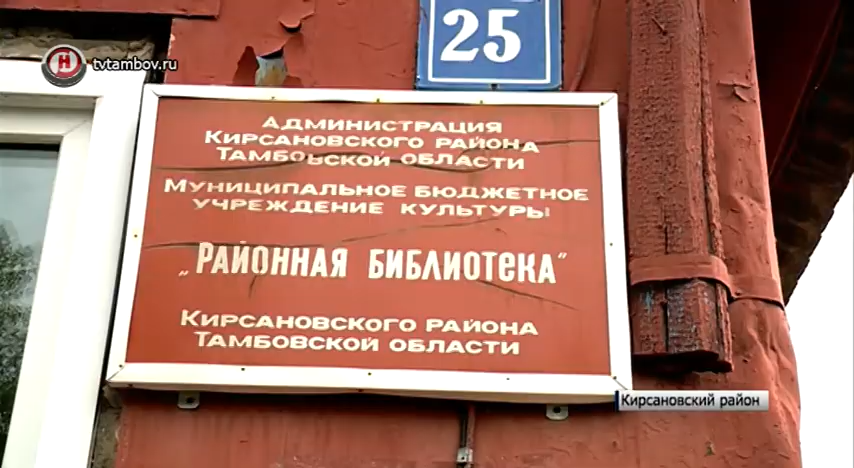 25
Н tvtambov.ru
АДМИНИСТРАЦИЯ
КИРСАНОВСКОГО РАЙОНА
ТАМБОВСКОЙ ОБЛАСТИ
МУНИЦИПАЛЬНОЕ БЮДЖЕТНОЕ
УЧРЕЖДЕНИЕ КУЛЬТУРЫ
„РАЙОННАЯ БИБЛИОТЕКА“
КИРСАНОВСКОГО РАЙОНА
ТАМБОВСКОЙ ОБЛАСТИ
Кирсановский район